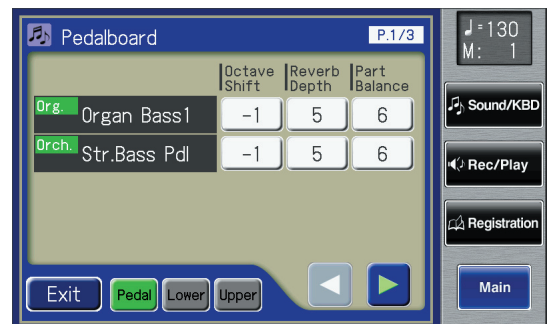 Pedalboard
P.1/3
Octave Shift
Reverb Depth
Part Balance
Org. Organ Bass1 -1 5 6
Orch. Str.Bass Pdl -1 5 6
Exit Pedal Lower Upper
♩=130
M: 1
Sound/KBD
Rec/Play
Registration
Main